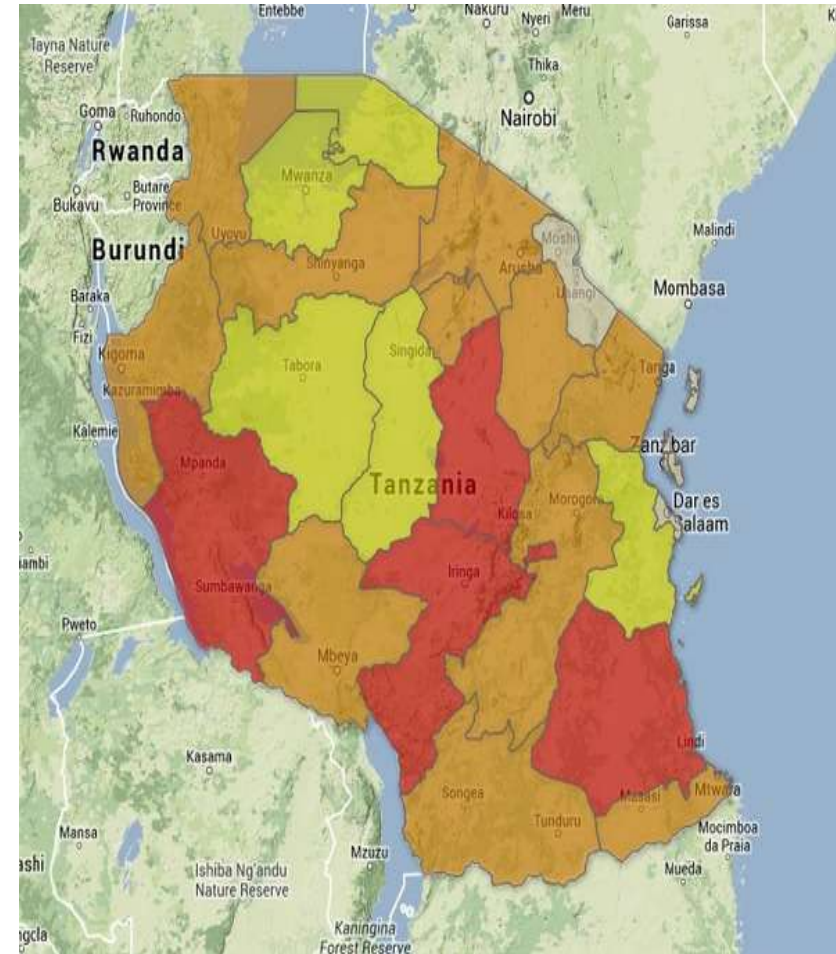 Entebbe
Nakuru
Nyeri
Meru
Garissa
Tayna Nature
Reserve
Thika
Goma
Ruhondo
Nairobi
Rwanda
Mwanza
Butare
Province
Bukavu
Burundi
Uyovu
Shinyanga
Moshi
Arusha
Usangi
Malindi
Mombasa
Baraka
Fizi
Kigoma
Kazuramimba
Tabora
Singida
Tanga
Kalemie
Mpanda
Zanzibar
Tanzania
Kilosa
Morogoro
Dar es
Salaam
Iringa
Sumbawanga
Pweto
Mbeya
Kasama
Lindi
Songea
Tunduru
Masasi
Mtwara
Mocimboa
da Praia
Mansa
Mzuzu
Mueda
Ishiba Ng'andu
Nature Reserve
Kaningina
Forest Reserve